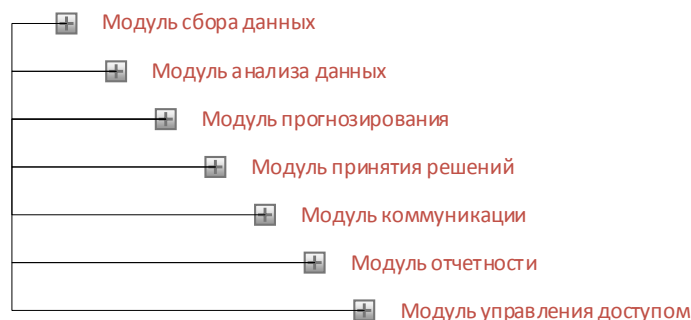 Модуль сбора данных
Модуль анализа данных
Модуль прогнозирования
Модуль принятия решений
Модуль коммуникации
Модуль отчетности
Модуль управления доступом